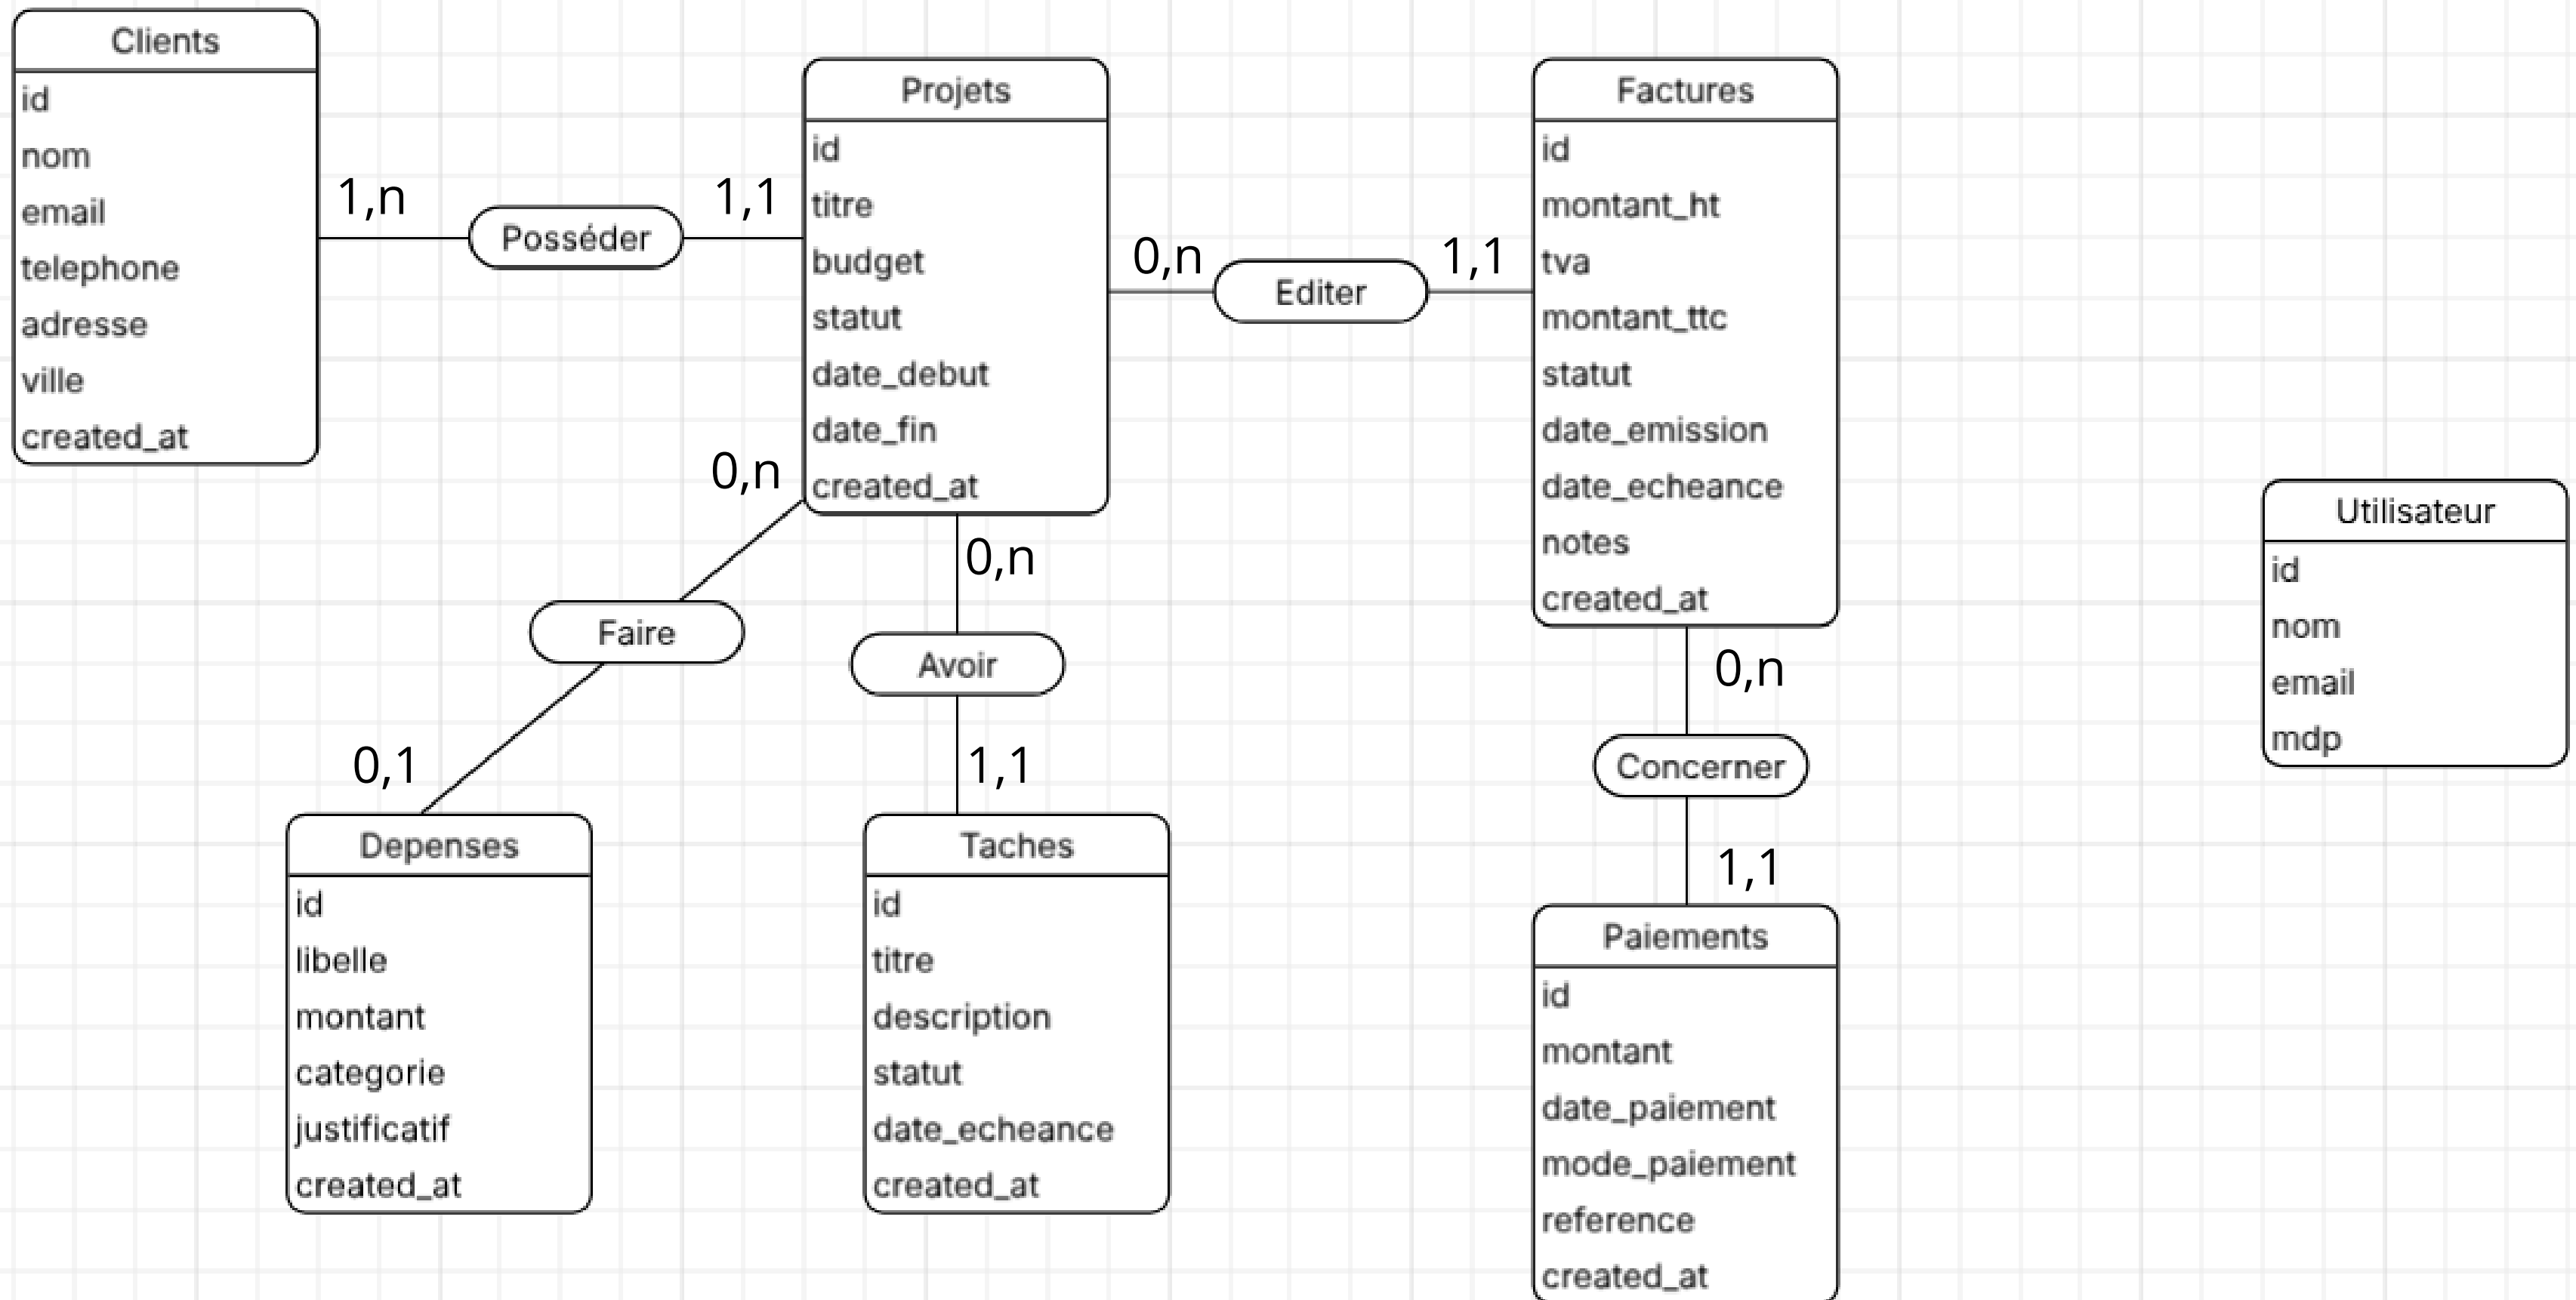 Clients
id
nom
email
telephone
adresse
ville
created_at
1,n
Posséder
1,1
Projets
id
titre
budget
statut
date_debut
date_fin
created_at
0,n
Editer
1,1
Factures
id
montant_ht
tva
montant_ttc
statut
date_emission
date_echeance
notes
created_at
0,n
Faire
0,1
Depenses
id
libelle
montant
categorie
justificatif
created_at
0,n
Avoir
1,1
Taches
id
titre
description
statut
date_echeance
created_at
0,n
Concerner
1,1
Paiements
id
montant
date_paiement
mode_paiement
reference
created_at
Utilisateur
id
nom
email
mdp